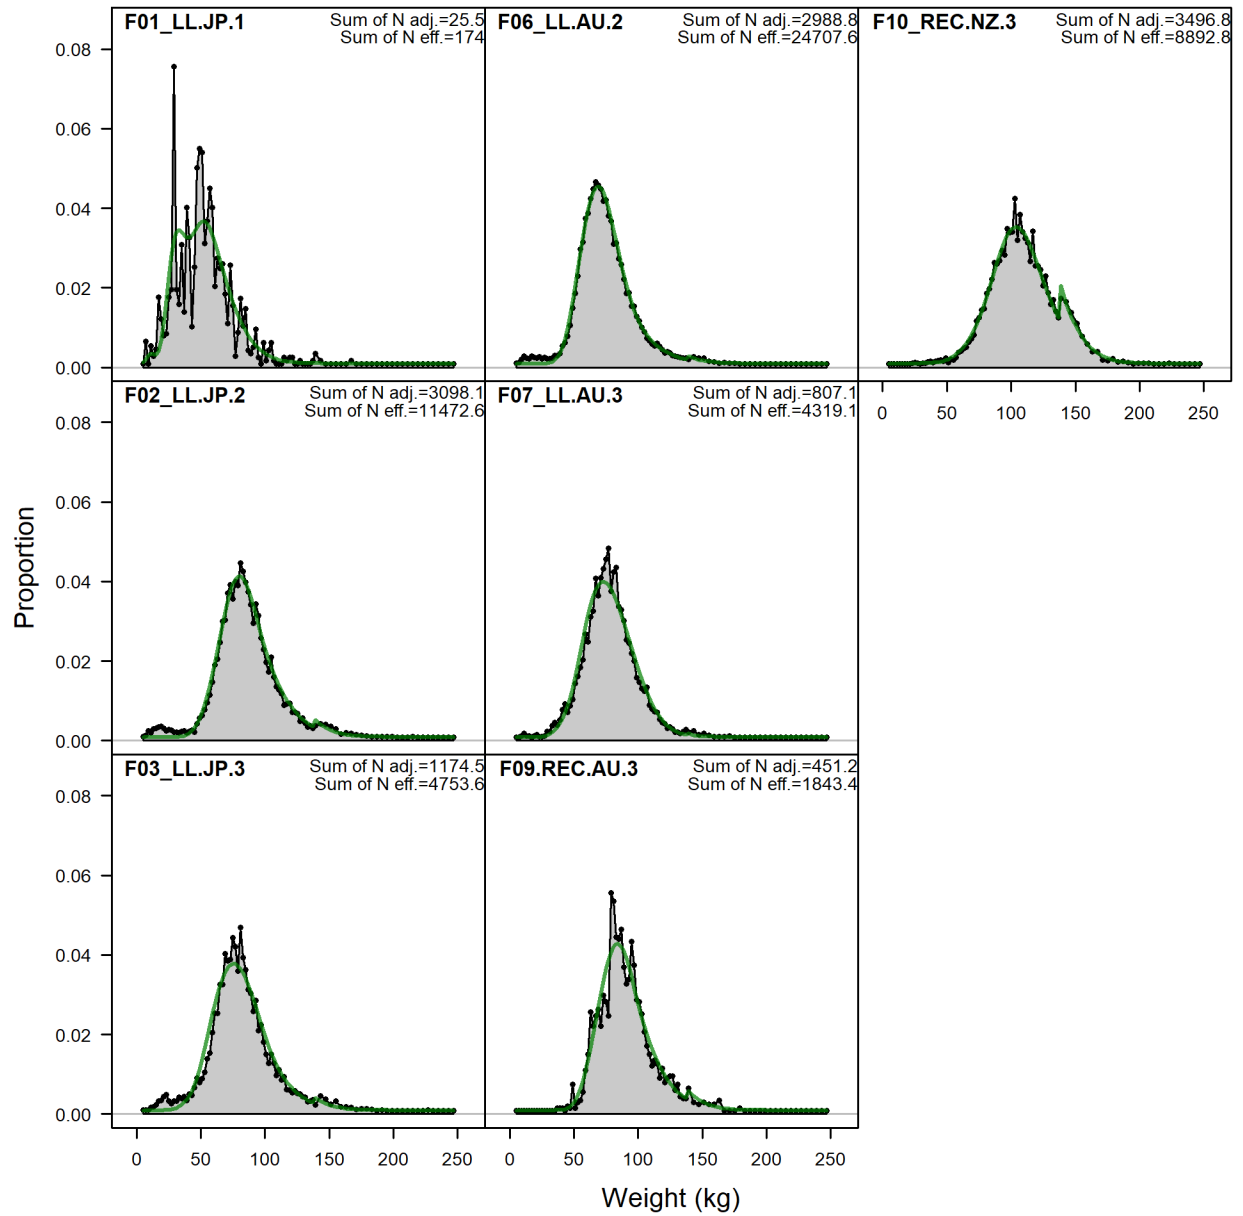 F01_LL.JP.1
Sum of N adj.=25.5
Sum of N eff.=174
F06_LL.AU.2
Sum of N adj.=2988.8
Sum of N eff.=24707.6
F10_REC.NZ.3
Sum of N adj.=3496.8
Sum of N eff.=8892.8
0.08
0.06
0.04
0.02
0.00
0
50
100
150
200
250
F02_LL.JP.2
Sum of N adj.=3098.1
Sum of N eff.=11472.6
F07_LL.AU.3
Sum of N adj.=807.1
Sum of N eff.=4319.1
0.08
0.06
0.04
0.02
0.00
Proportion
F03_LL.JP.3
Sum of N adj.=1174.5
Sum of N eff.=4753.6
F09.REC.AU.3
Sum of N adj.=451.2
Sum of N eff.=1843.4
0.08
0.06
0.04
0.02
0.00
0
50
100
150
200
250
0
50
100
150
200
250
Weight (kg)